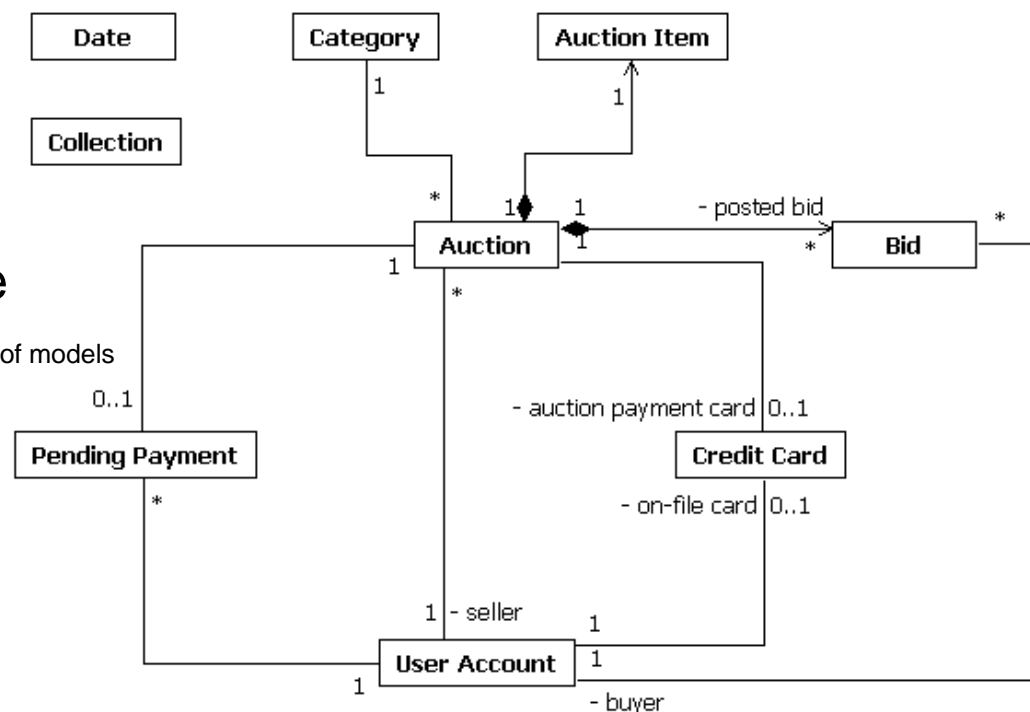 Date
Category
Auction Item
1
1
Collection
*
1
1
- posted bid
*
Auction
1
*
Bid
1
*
e
of models
0..1
- auction payment card
0..1
Pending Payment
Credit Card
*
- on-file card
0..1
1
- seller
1
User Account
1
1
- buyer